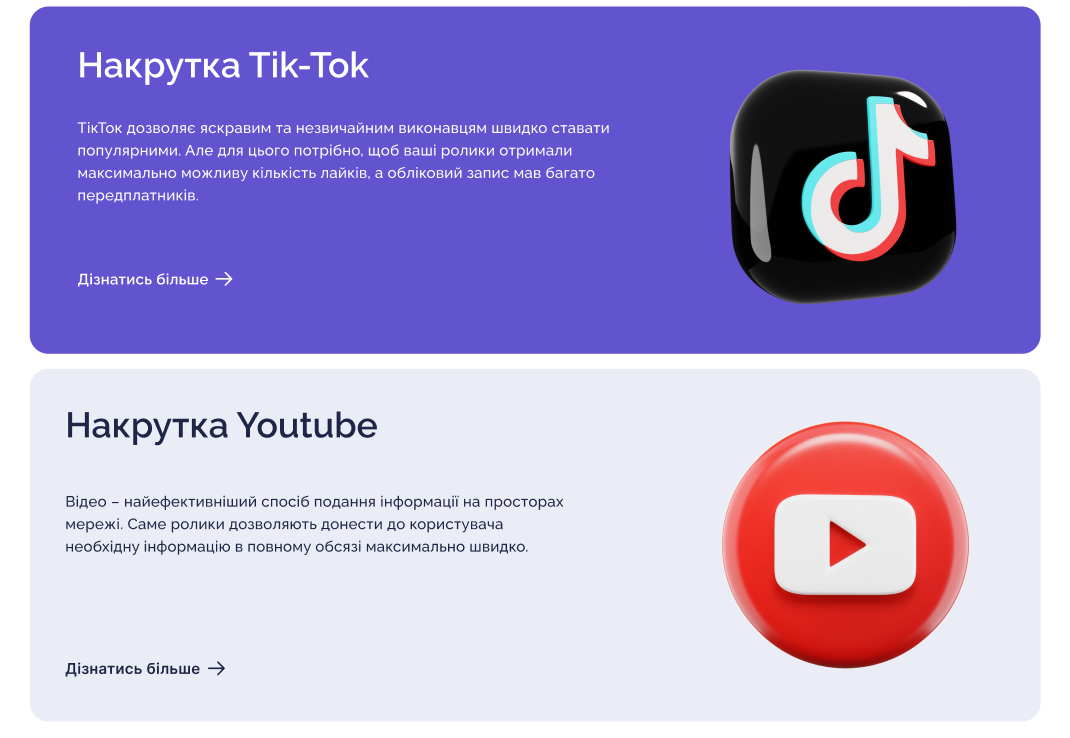 Накрутка Tik-Tok
ТікТок дозволяє яскравим та незвичайним виконавцям швидко ставати
популярними. Але для цього потрібно, щоб ваші ролики отримали
максимально можливу кількість лайків, а обліковий запис мав багато
передплатників.
Дізнатись більше
Накрутка Youtube
Відео – найефективніший спосіб подання інформації на просторах
мережі. Саме ролики дозволяють донести до користувача
необхідну інформацію в повному обсязі максимально швидко.
Дізнатись більше